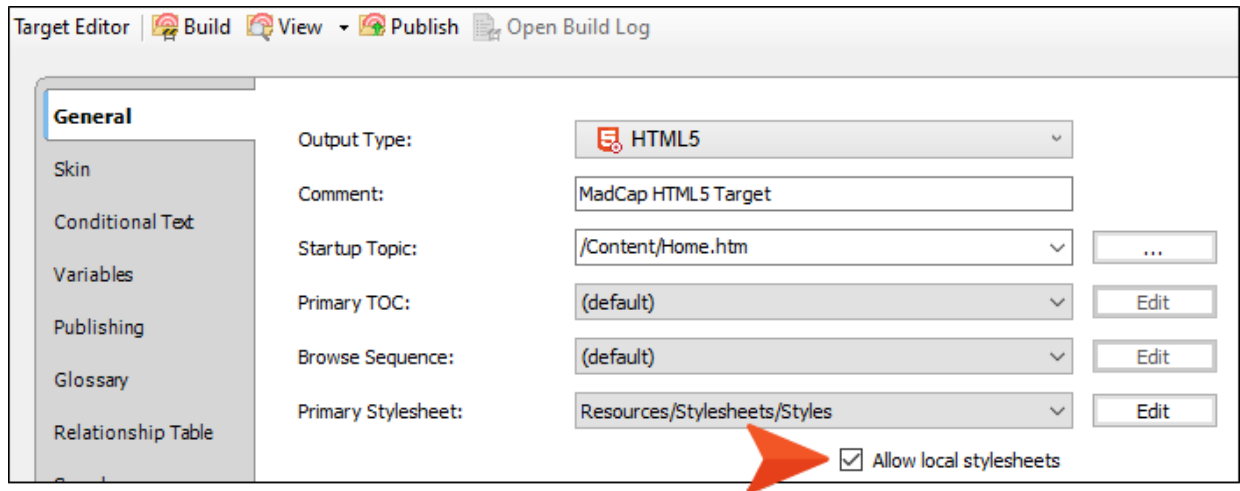 Target Editor Build View Publish Open Build Log
General
Output Type: HTML5
Skin
Comment: MadCap HTML5 Target
Conditional Text
Startup Topic: /Content/Home.htm ...
Variables
Primary TOC: (default) Edit
Publishing
Browse Sequence: (default) Edit
Glossary
Primary Stylesheet: Resources/Stylesheets/Styles Edit
Relationship Table
Allow local stylesheets